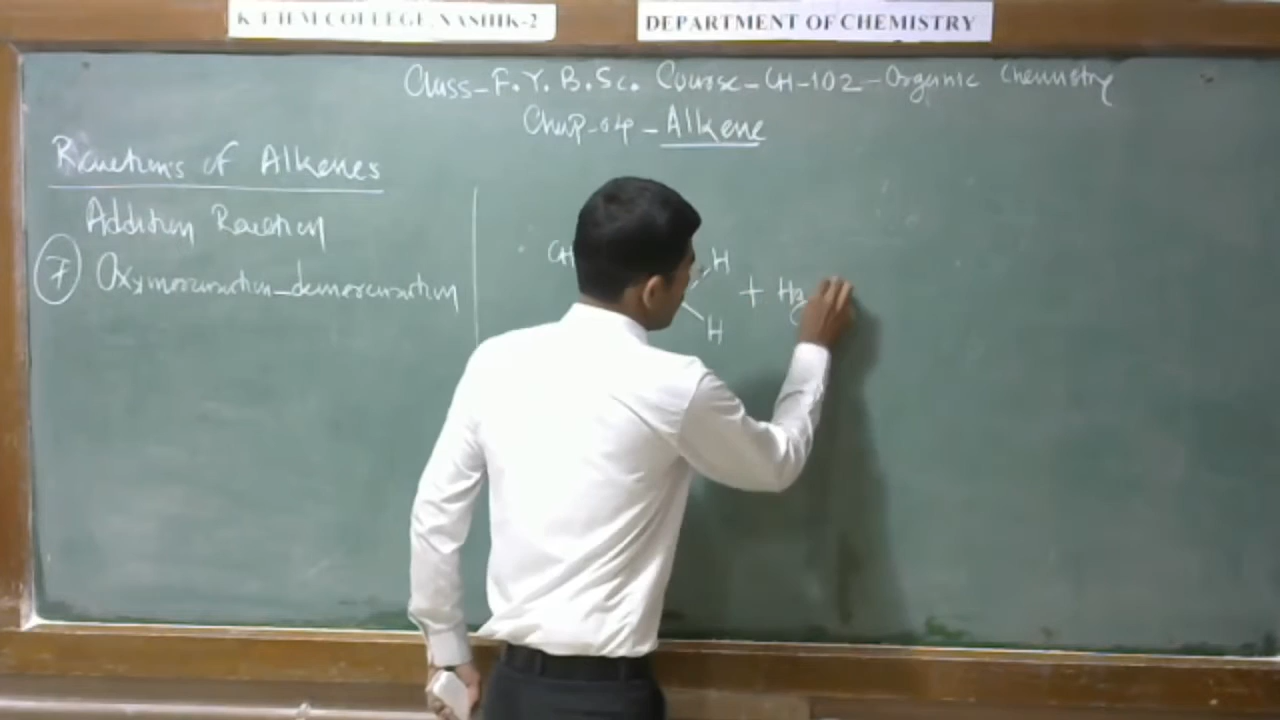 K T H M COLLEGE, NASHIK-2
DEPARTMENT OF CHEMISTRY
Class-F.Y.B.Sc. Course-CH-102-Organic Chemistry
Chap-04-Alkene
Reactions of Alkenes
Addition Reaction
7 Oxymercuration-demercuration
CH
H
+ Hg
H